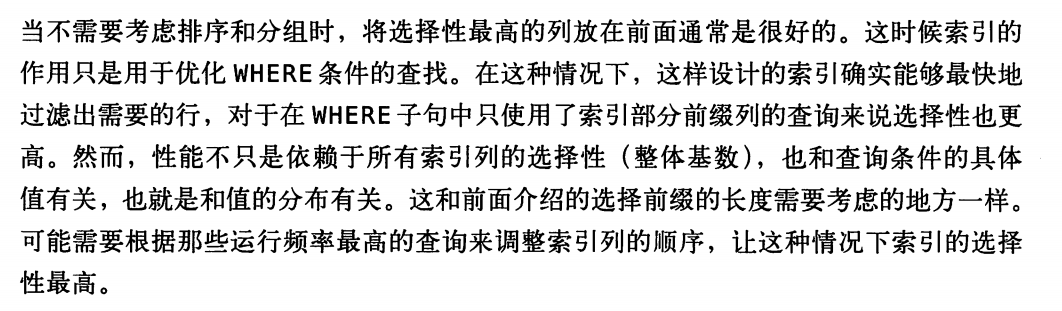 当不需要考虑排序和分组时，将选择性最高的列放在前面通常是很好的。这时候索引的
作用只是用于优化 WHERE 条件的查找。在这种情况下，这样设计的索引确实能够最快地
过滤出需要的行，对于在 WHERE 子句中只使用了索引部分前缀列的查询来说选择性也更
高。然而，性能不只是依赖于所有索引列的选择性（整体基数），也和查询条件的具体
值有关，也就是和值的分布有关。这和前面介绍的选择前缀的长度需要考虑的地方一样。
可能需要根据那些运行频率最高的查询来调整索引列的顺序，让这种情况下索引的选择
性最高。